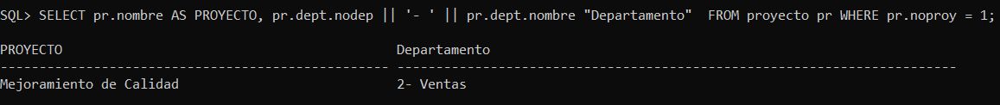 SQL> SELECT pr.nombre AS PROYECTO, pr.dept.nodep || '- ' || pr.dept.nombre "Departamento"  FROM proyecto pr WHERE pr.noproy = 1;
PROYECTO Departamento
-------------------------------------------------- ------------------------------------------------------------------------
Mejoramiento de Calidad 2- Ventas